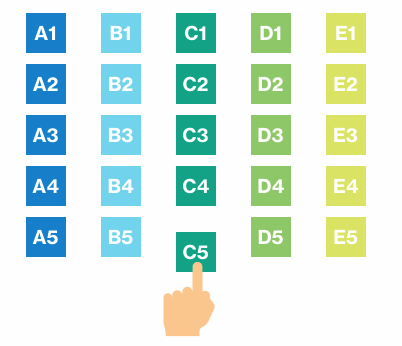 A1 B1 C1 D1 E1
A2 B2 C2 D2 E2
A3 B3 C3 D3 E3
A4 B4 C4 D4 E4
A5 B5 C5 D5 E5